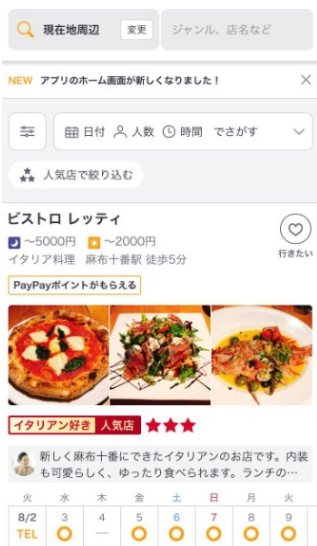 現在地周辺 変更 ジャンル、店名など
NEW アプリのホーム画面が新しくなりました！
日付 人数 時間 でさがす
人気店で絞り込む
ビストロ レッティ
～5000円 ～2000円
イタリア料理 麻布十番駅 徒歩5分
行きたい
PayPayポイントがもらえる
イタリアン好き 人気店
新しく麻布十番にできたイタリアンのお店です。内装
も可愛らしく、ゆったり食べられます。ランチの…
火 水 木 金 土 日 月 火
8/2 3 4 5 6 7 8 9
TEL